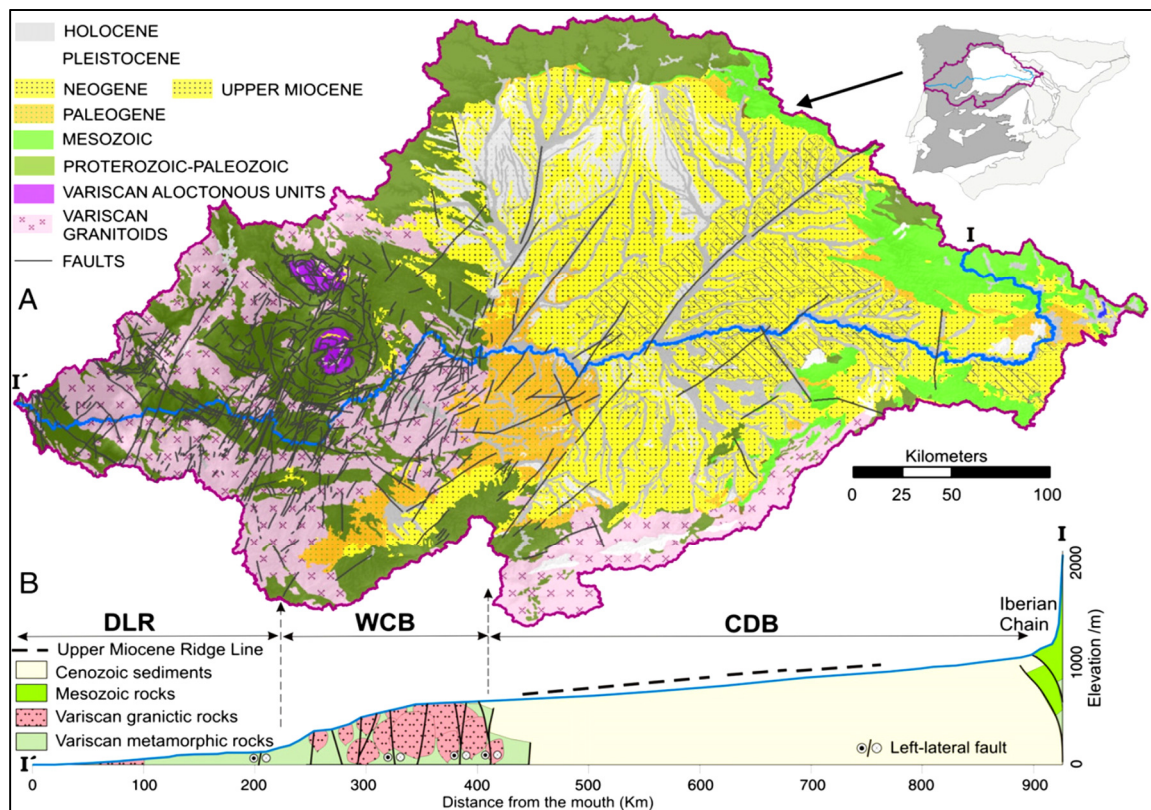 HOLOCENE
PLEISTOCENE
NEOGENE UPPER MIOCENE
PALEOGENE
MESOZOIC
PROTEROZOIC-PALEOZOIC
VARISCAN ALOCTONOUS UNITS
VARISCAN
GRANITOIDS
FAULTS
A
I
I´
Kilometers
0 25 50 100
B
I
DLR WCB CDB
Iberian
Chain
Upper Miocene Ridge Line
Cenozoic sediments
Mesozoic rocks
Variscan granictic rocks
Variscan metamorphic rocks
Left-lateral fault
I´
2000
1000
0
Elevation /m)
0 100 200 300 400 500 600 700 800 900
Distance from the mouth (Km)